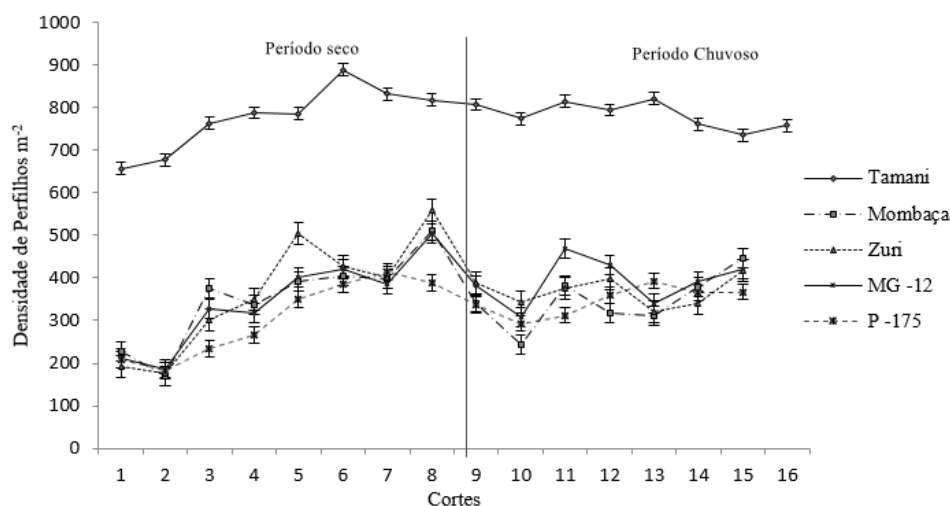 Densidade de Perfilhos m⁻²
1000
900
800
700
600
500
400
300
200
100
0
Período seco
Período Chuvoso
1 2 3 4 5 6 7 8 9 10 11 12 13 14 15 16
Cortes
Tamani
Mombaça
Zuri
MG -12
P -175